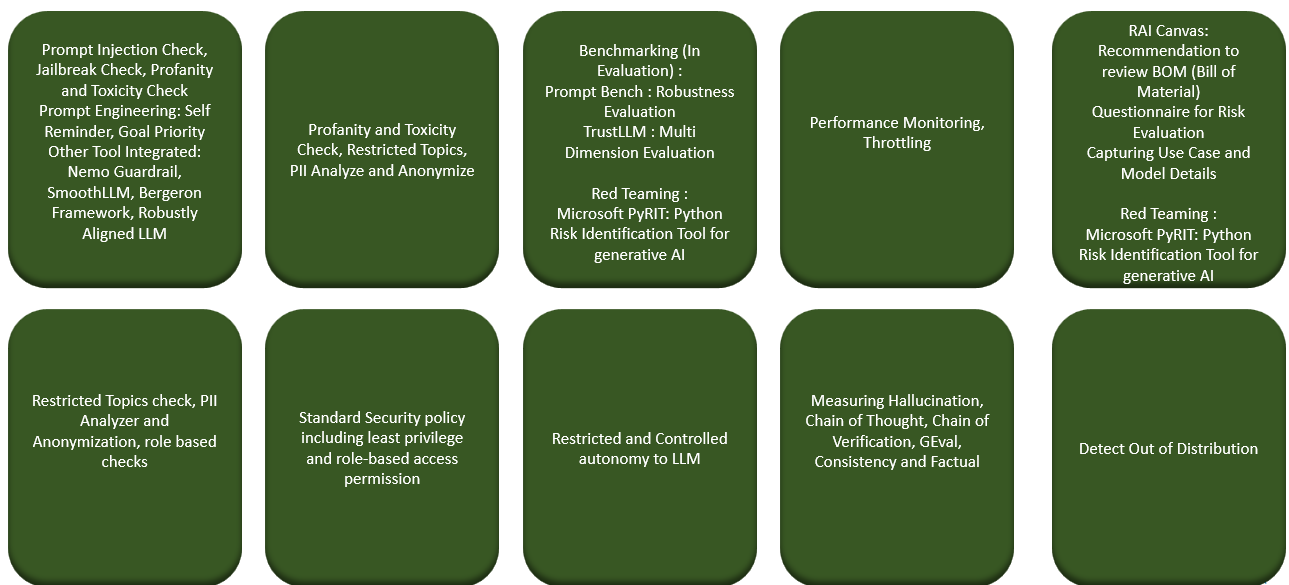 Prompt Injection Check,
Jailbreak Check, Profanity
and Toxicity Check
Prompt Engineering: Self
Reminder, Goal Priority
Other Tool Integrated:
Nemo Guardrail,
SmoothLLM, Bergeron
Framework, Robustly
Aligned LLM
Profanity and Toxicity
Check, Restricted Topics,
PII Analyze and Anonymize
Benchmarking (In
Evaluation) :
Prompt Bench : Robustness
Evaluation
TrustLLM : Multi
Dimension Evaluation
Red Teaming :
Microsoft PyRIT: Python
Risk Identification Tool for
generative AI
Performance Monitoring,
Throttling
RAI Canvas:
Recommendation to
review BOM (Bill of
Material)
Questionnaire for Risk
Evaluation
Capturing Use Case and
Model Details
Red Teaming :
Microsoft PyRIT: Python
Risk Identification Tool for
generative AI
Restricted Topics check, PII
Analyzer and
Anonymization, role based
checks
Standard Security policy
including least privilege
and role-based access
permission
Restricted and Controlled
autonomy to LLM
Measuring Hallucination,
Chain of Thought, Chain of
Verification, GEval,
Consistency and Factual
Detect Out of Distribution